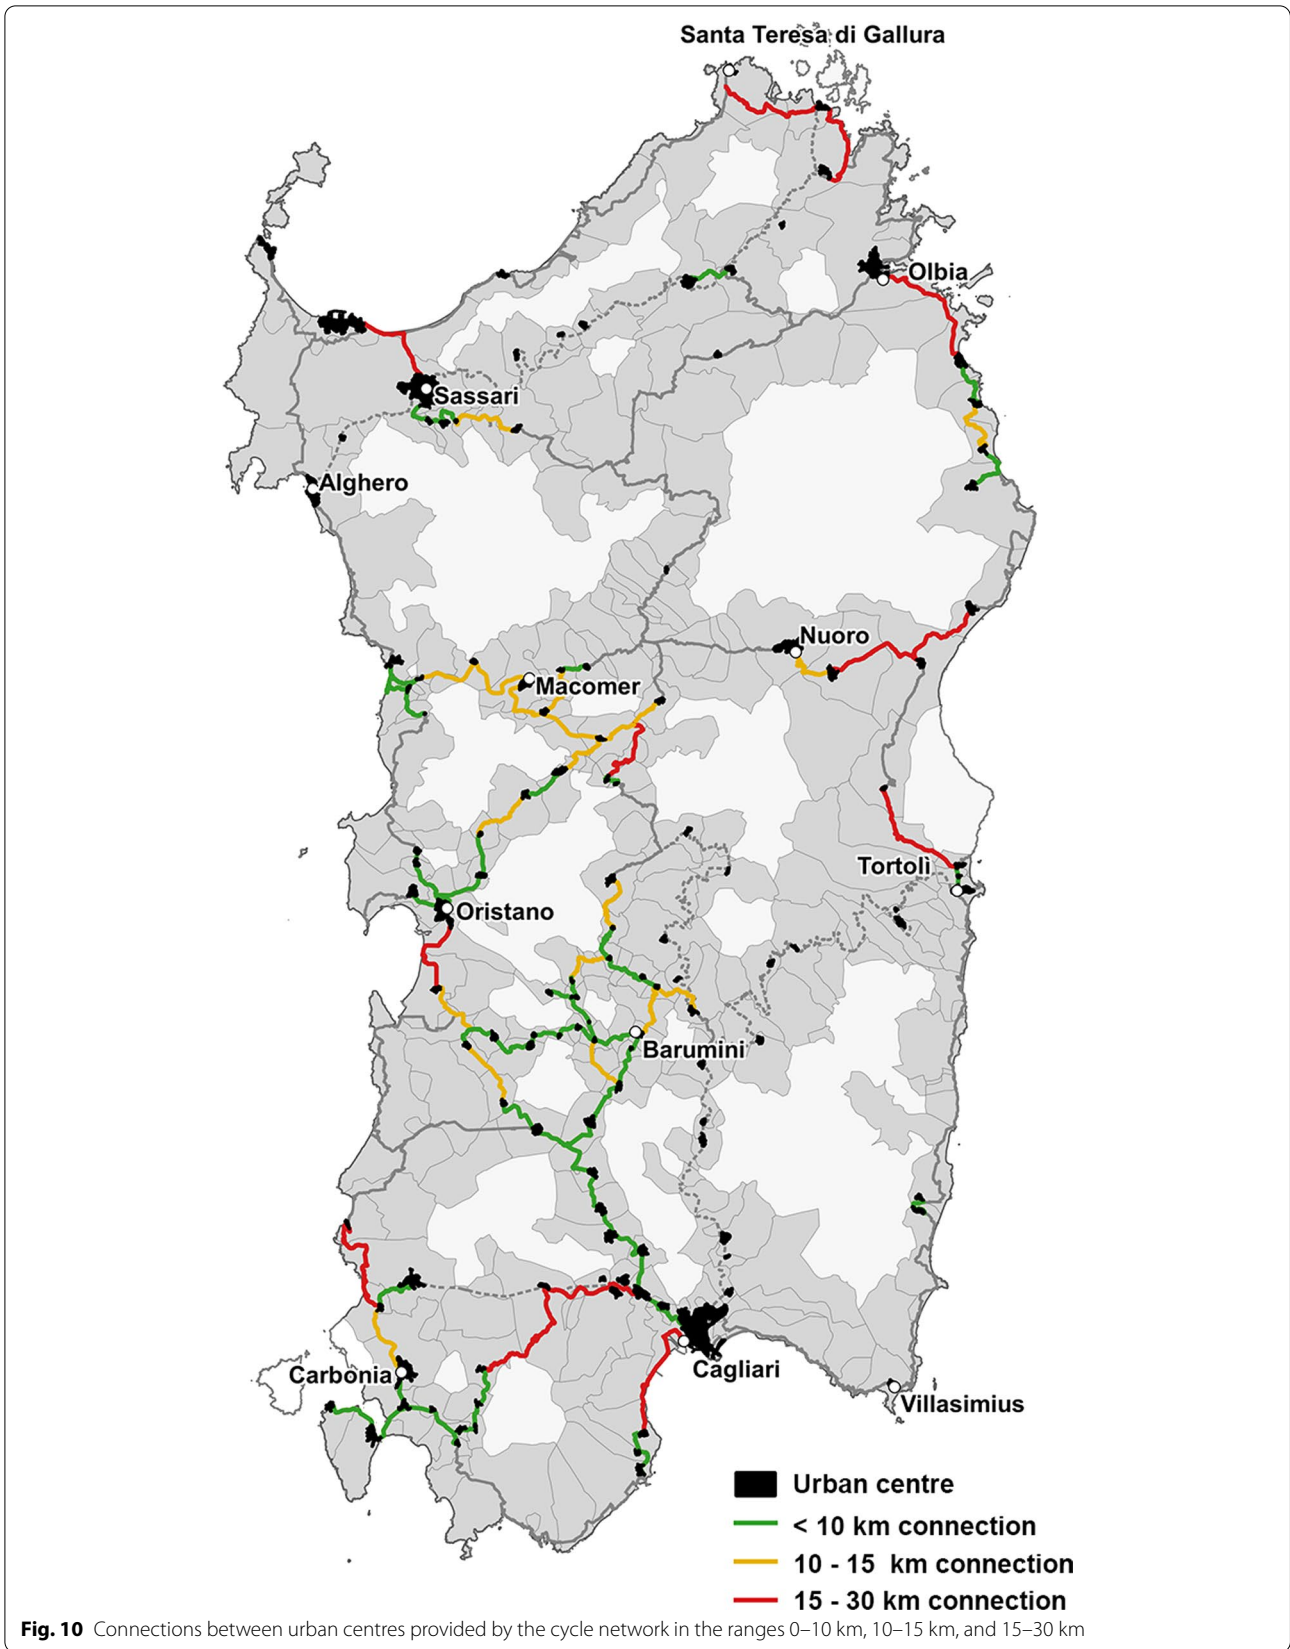 Santa Teresa di Gallura
Olbia
Sassari
Alghero
Nuoro
Macomer
Tortolì
Oristano
Barumini
Carbonia
Cagliari
Villasimius
Urban centre
< 10 km connection
10 - 15 km connection
15 - 30 km connection
Fig. 10 Connections between urban centres provided by the cycle network in the ranges 0–10 km, 10–15 km, and 15–30 km